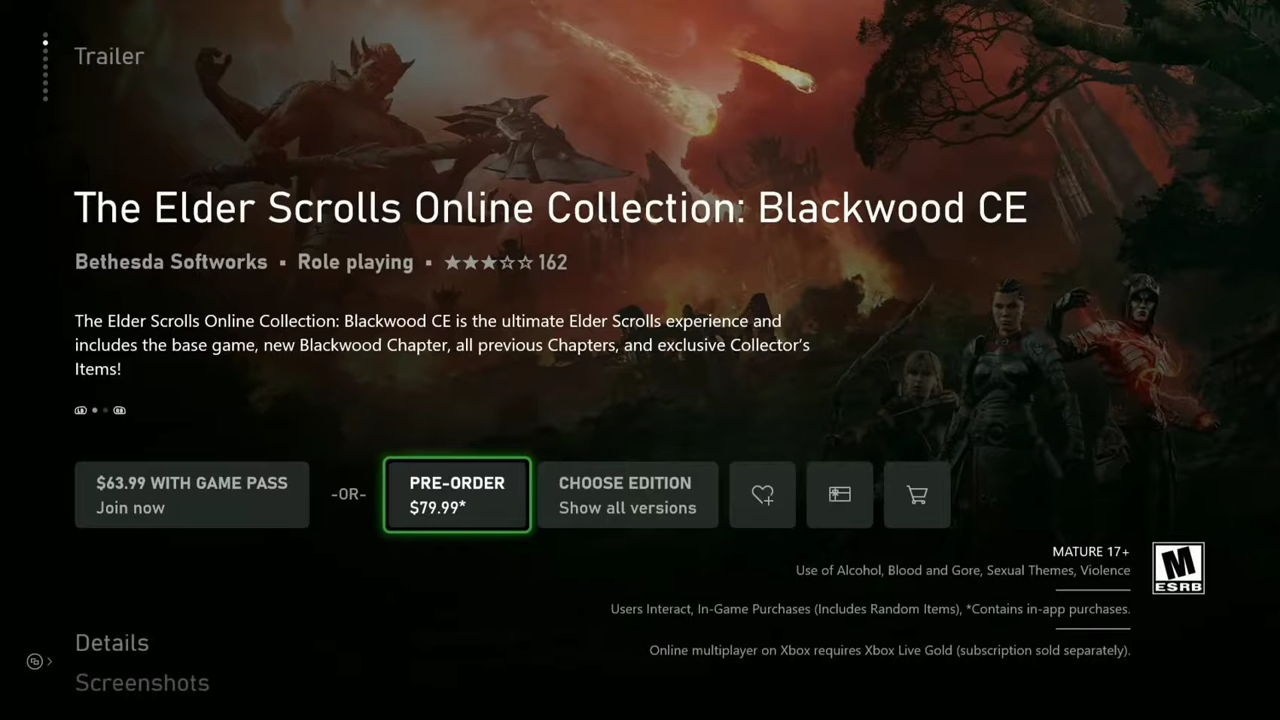 Trailer
The Elder Scrolls Online Collection: Blackwood CE
Bethesda Softworks ▪ Role playing ▪ ★★★☆☆ 162
The Elder Scrolls Online Collection: Blackwood CE is the ultimate Elder Scrolls experience and
includes the base game, new Blackwood Chapter, all previous Chapters, and exclusive Collector's
Items!
$63.99 WITH GAME PASS
Join now
-OR-
PRE-ORDER
$79.99*
CHOOSE EDITION
Show all versions
MATURE 17+
Use of Alcohol, Blood and Gore, Sexual Themes, Violence
M
ESRB
Users Interact, In-Game Purchases (Includes Random Items), *Contains in-app purchases.
Online multiplayer on Xbox requires Xbox Live Gold (subscription sold separately).
Details
Screenshots